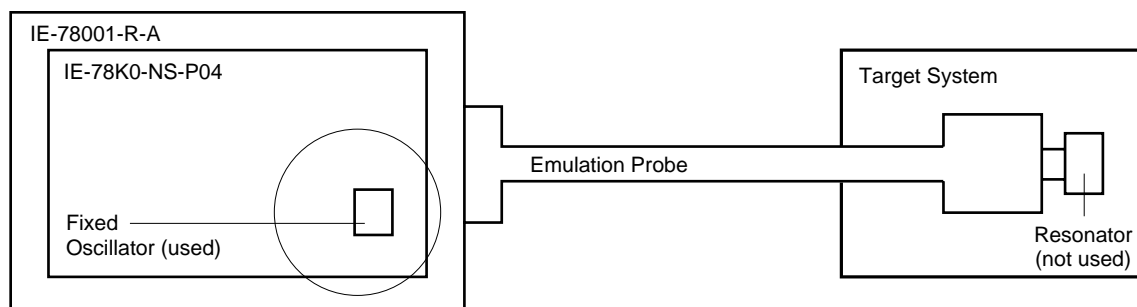 IE-78001-R-A
IE-78K0-NS-P04
Target System
Emulation Probe
Fixed
Oscillator (used)
Resonator
(not used)